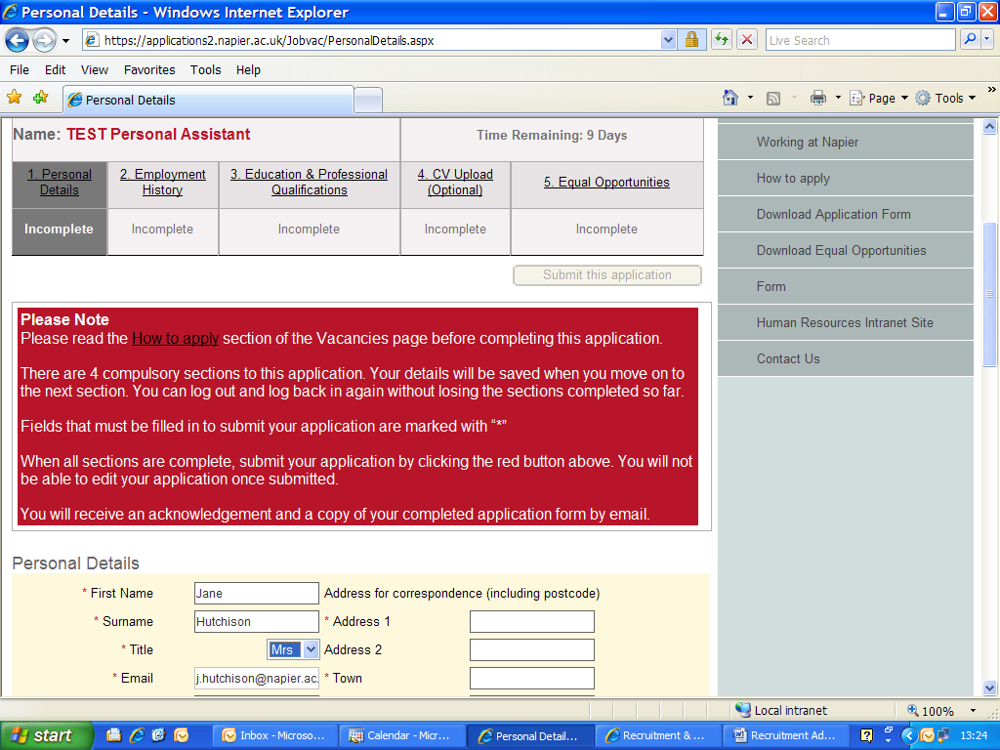 Personal Details - Windows Internet Explorer
https://applications2.napier.ac.uk/Jobvac/PersonalDetails.aspx
Live Search
File Edit View Favorites Tools Help
Personal Details
Page Tools
Name: TEST Personal Assistant
Time Remaining: 9 Days
1. Personal Details
2. Employment History
3. Education & Professional Qualifications
4. CV Upload (Optional)
5. Equal Opportunities
Incomplete Incomplete Incomplete Incomplete Incomplete
Submit this application
Please Note
Please read the How to apply section of the Vacancies page before completing this application.
There are 4 compulsory sections to this application. Your details will be saved when you move on to
the next section. You can log out and log back in again without losing the sections completed so far.
Fields that must be filled in to submit your application are marked with “*”
When all sections are complete, submit your application by clicking the red button above. You will not
be able to edit your application once submitted.
You will receive an acknowledgement and a copy of your completed application form by email.
Personal Details
* First Name Jane Address for correspondence (including postcode)
* Surname Hutchison * Address 1
* Title Mrs Address 2
* Email j.hutchison@napier.ac. * Town
Working at Napier
How to apply
Download Application Form
Download Equal Opportunities
Form
Human Resources Intranet Site
Contact Us
Local intranet 100%
start Inbox - Microso... Calendar - Micr... Personal Detail... Recruitment & ... Recruitment Ad... 13:24